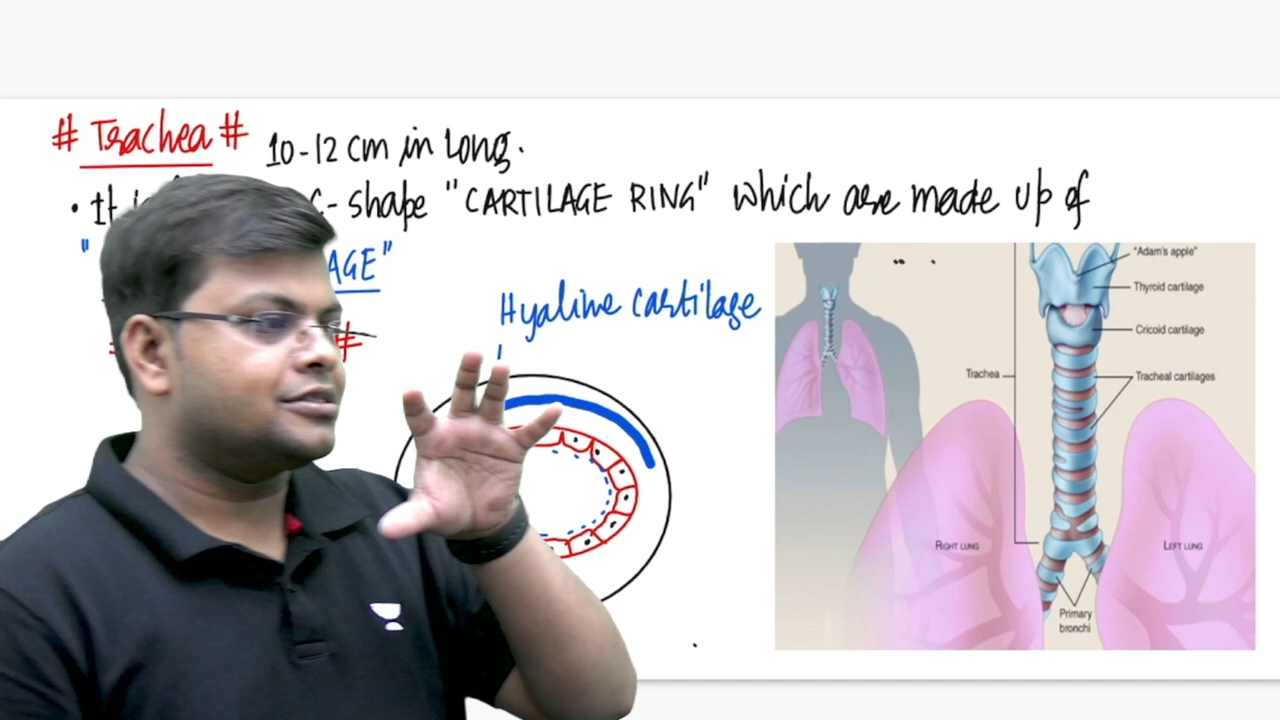 # Trachea # 10-12 cm in long.
• It C-shape "CARTILAGE RING" which are made up of
" AGE"
#
Hyaline cartilage
"Adam's apple"
Thyroid cartilage
Cricoid cartilage
Trachea
Tracheal cartilages
RIGHT LUNG
LEFT LUNG
Primary
bronchi